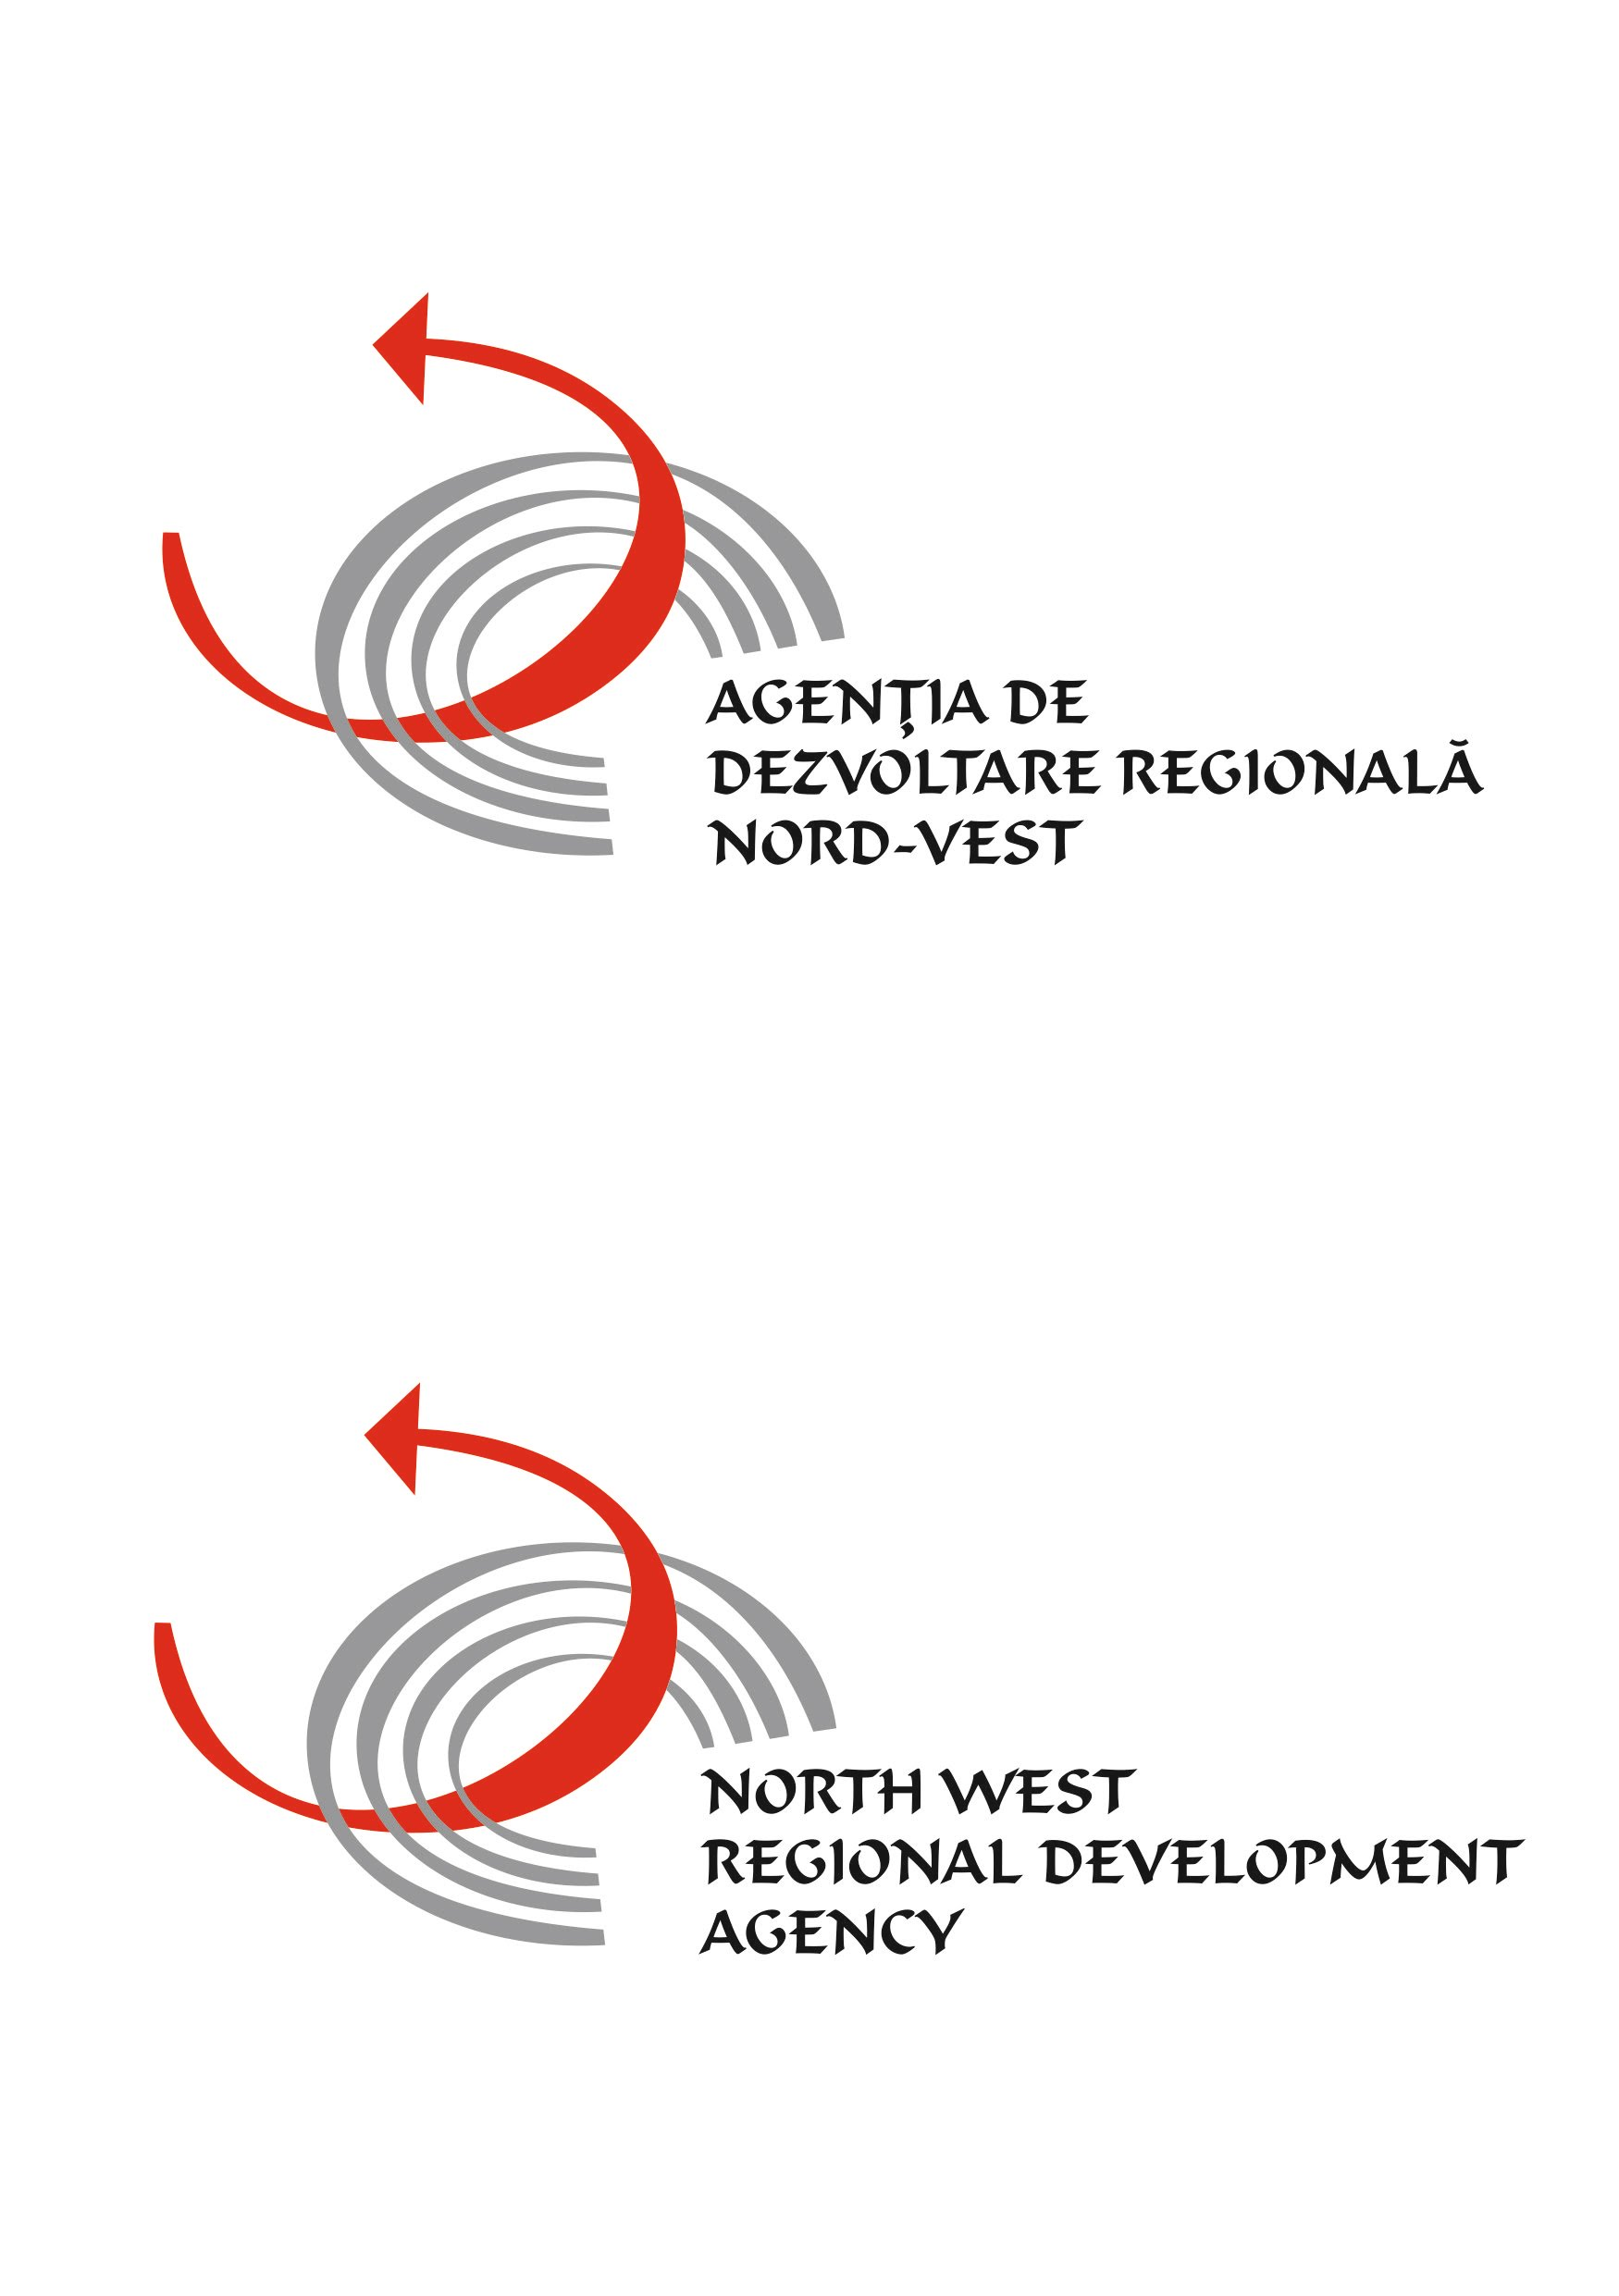 AGENȚIA DE
DEZVOLTARE REGIONALĂ
NORD-VEST
NORTH WEST
REGIONAL DEVELOPMENT
AGENCY